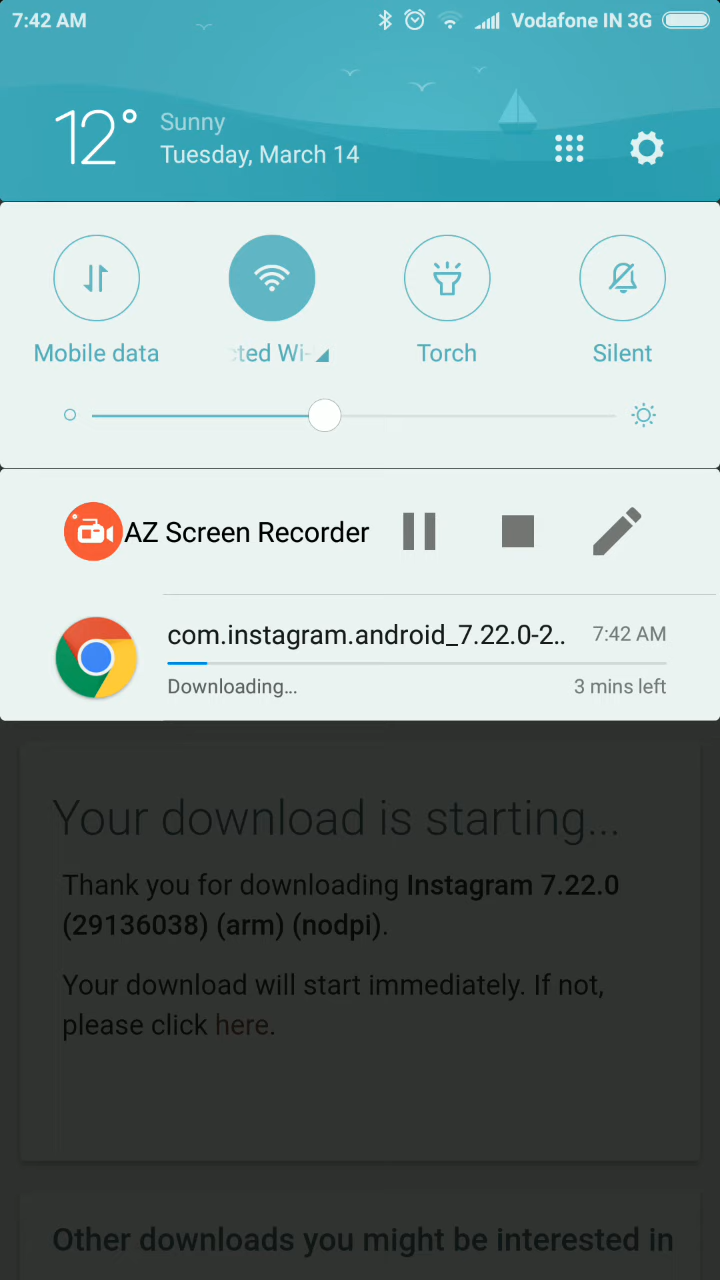 7:42 AM
Vodafone IN 3G
12°
Sunny
Tuesday, March 14
Mobile data
cted Wi-
Torch
Silent
AZ Screen Recorder
com.instagram.android_7.22.0-2..
7:42 AM
Downloading...
3 mins left
Your download is starting...
Thank you for downloading Instagram 7.22.0
(29136038) (arm) (nodpi).
Your download will start immediately. If not,
please click here.
Other downloads you might be interested in